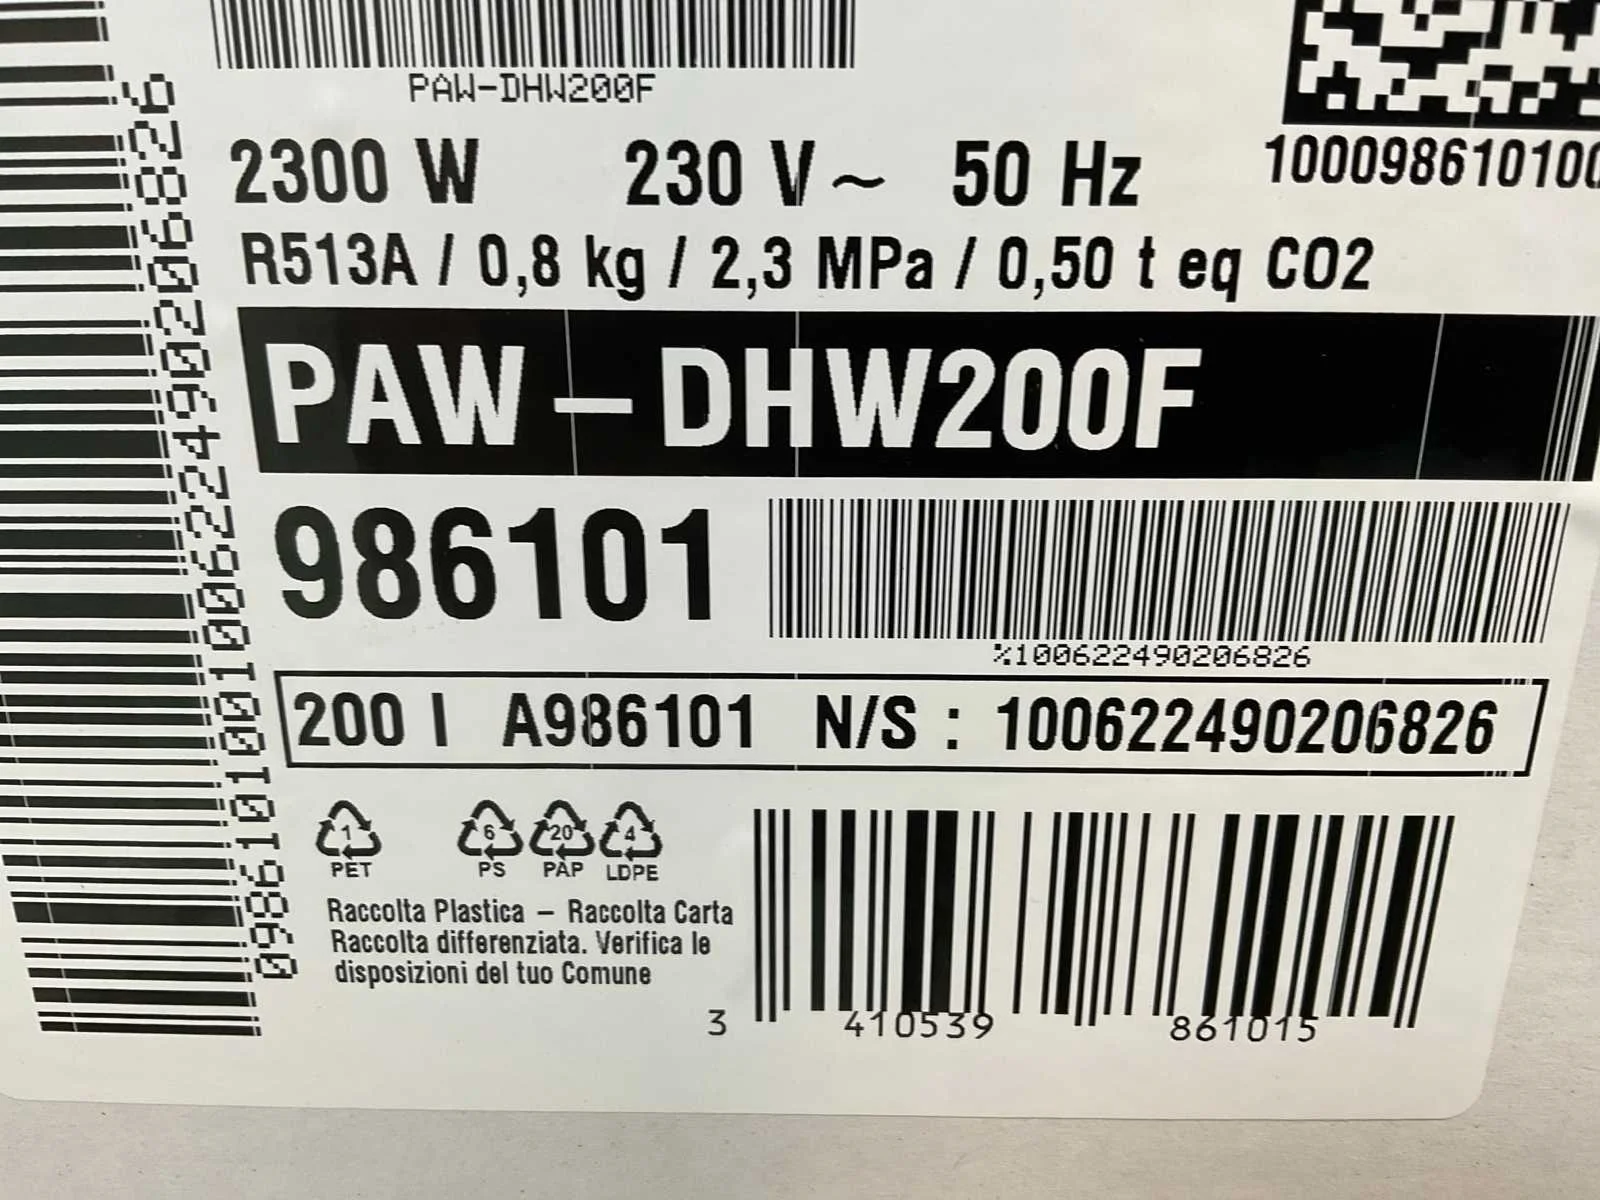 PAW-DHW200F
2300 W 230 V~ 50 Hz
10009861010
R513A / 0,8 kg / 2,3 MPa / 0,50 t eq CO2
PAW-DHW200F
986101
%100622490206826
200 l A986101 N/S : 100622490206826
1 6 20 4
PET PS PAP LDPE
Raccolta Plastica – Raccolta Carta
Raccolta differenziata. Verifica le
disposizioni del tuo Comune
3 410539 861015